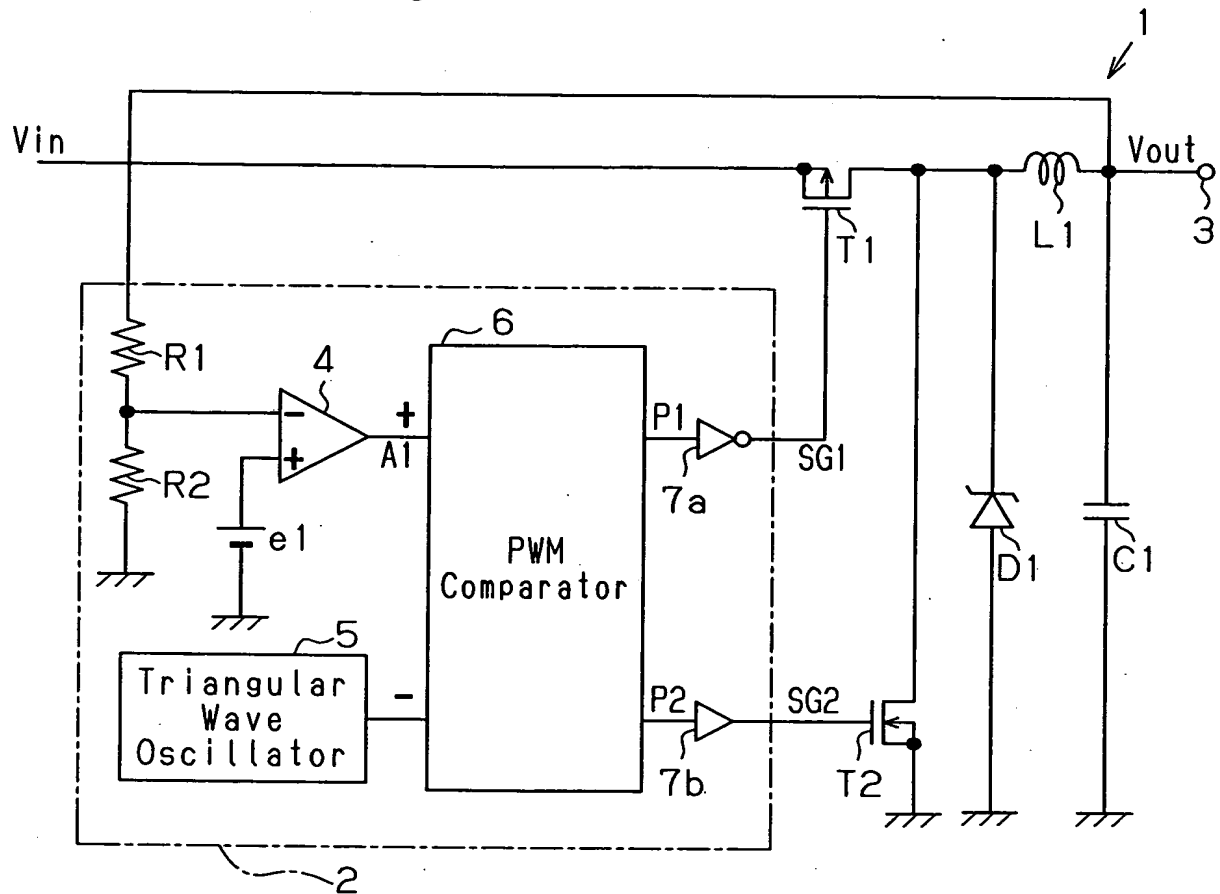 1
Vin
Vout
T1
L1
3
R1
4
6
+
A1
P1
7a
SG1
-
+
R2
e1
PWM
Comparator
D1
C1
5
Triangular
Wave
Oscillator
-
P2
7b
SG2
T2
2